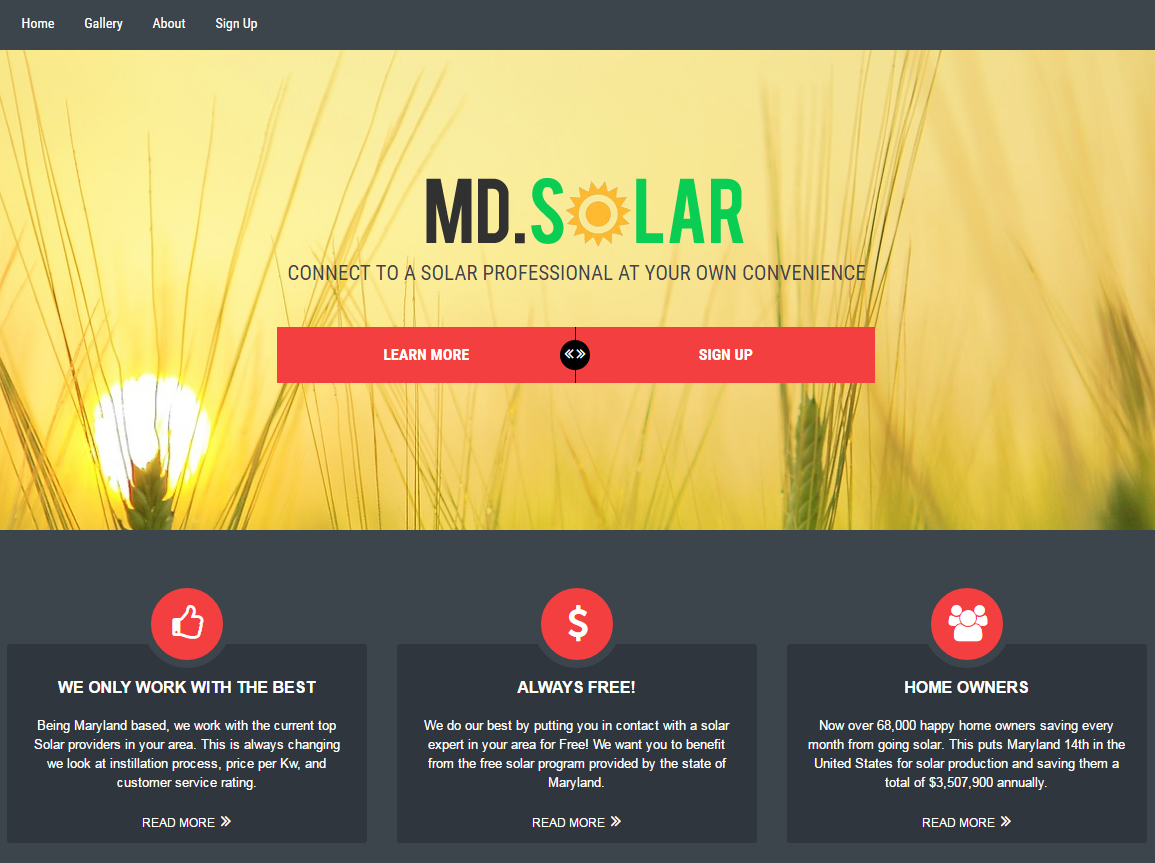 Home Gallery About Sign Up
MD.SOLAR
CONNECT TO A SOLAR PROFESSIONAL AT YOUR OWN CONVENIENCE
LEARN MORE
SIGN UP
WE ONLY WORK WITH THE BEST
Being Maryland based, we work with the current top
Solar providers in your area. This is always changing
we look at instillation process, price per Kw, and
customer service rating.
READ MORE »
ALWAYS FREE!
We do our best by putting you in contact with a solar
expert in your area for Free! We want you to benefit
from the free solar program provided by the state of
Maryland.
READ MORE »
HOME OWNERS
Now over 68,000 happy home owners saving every
month from going solar. This puts Maryland 14th in the
United States for solar production and saving them a
total of $3,507,900 annually.
READ MORE »